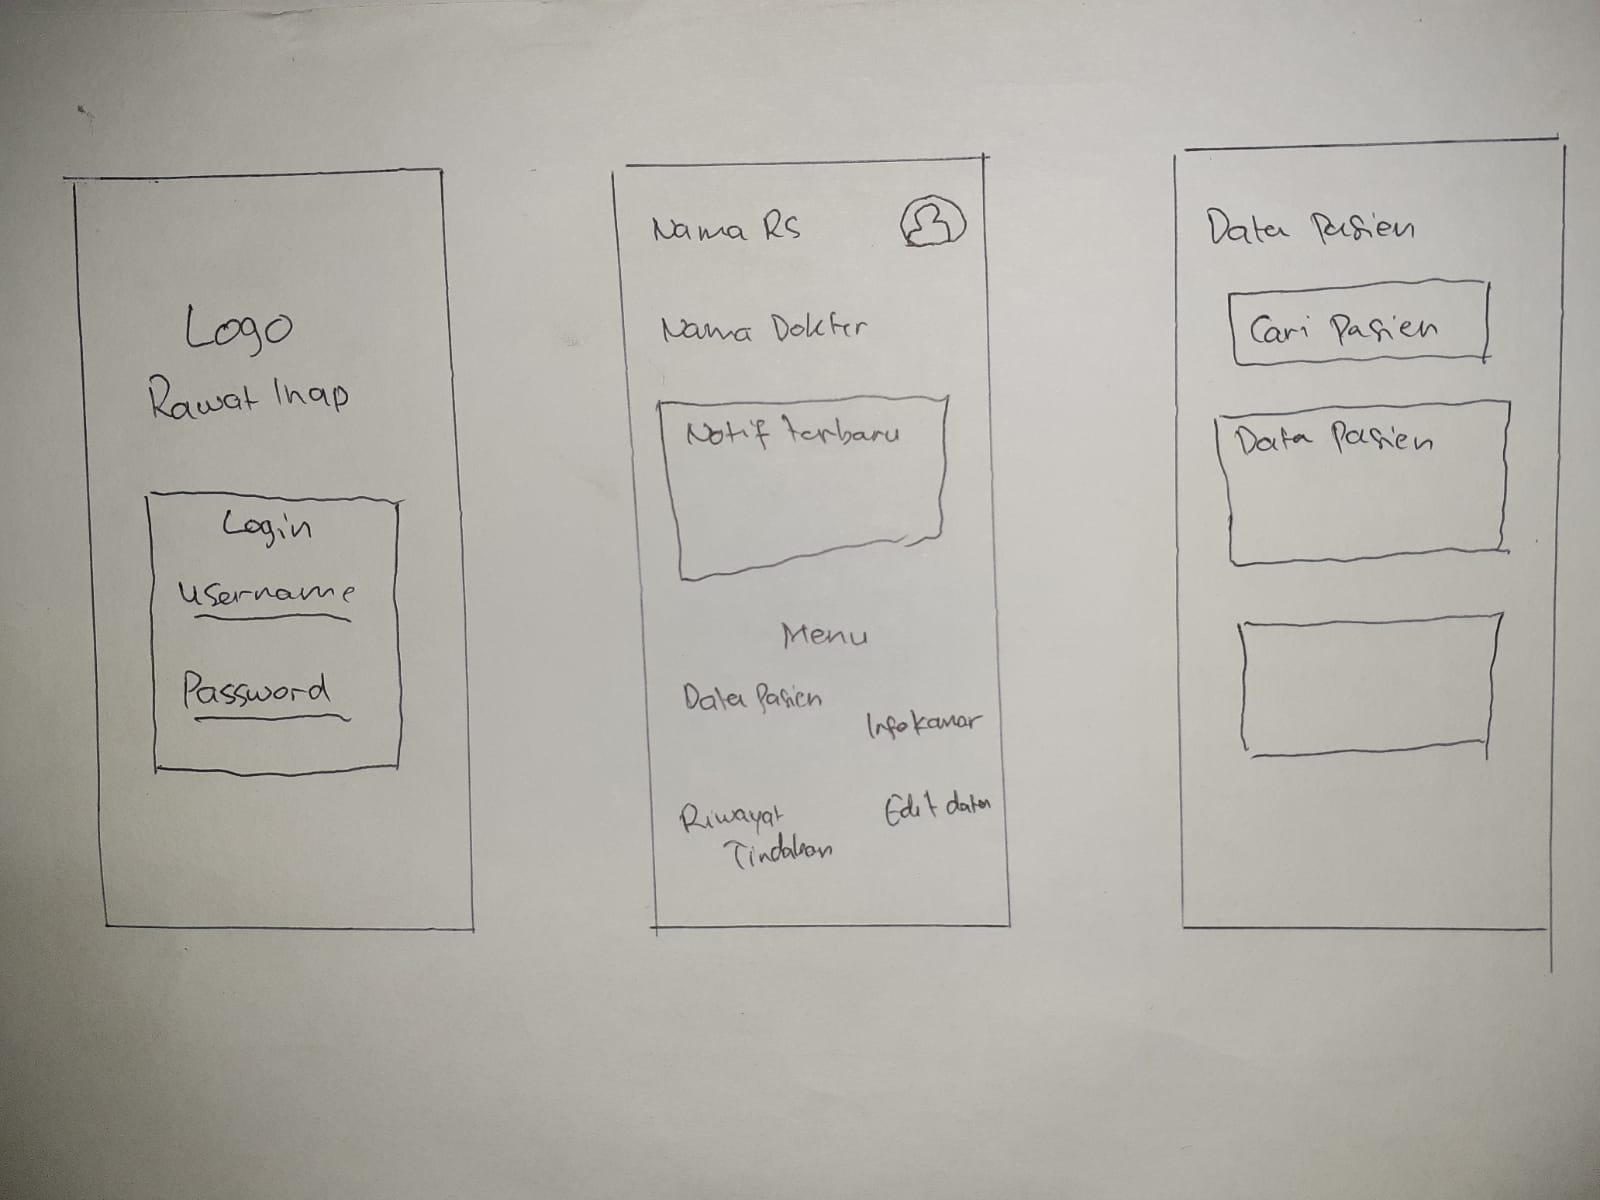 Logo
Rawat Inap
Login
Username
Password
Nama RS
Nama Dokter
Notif terbaru
Menu
Data Pasien
Info Kamar
Riwayat
Tindakan
Edit data
Data Pasien
Cari Pasien
Data Pasien